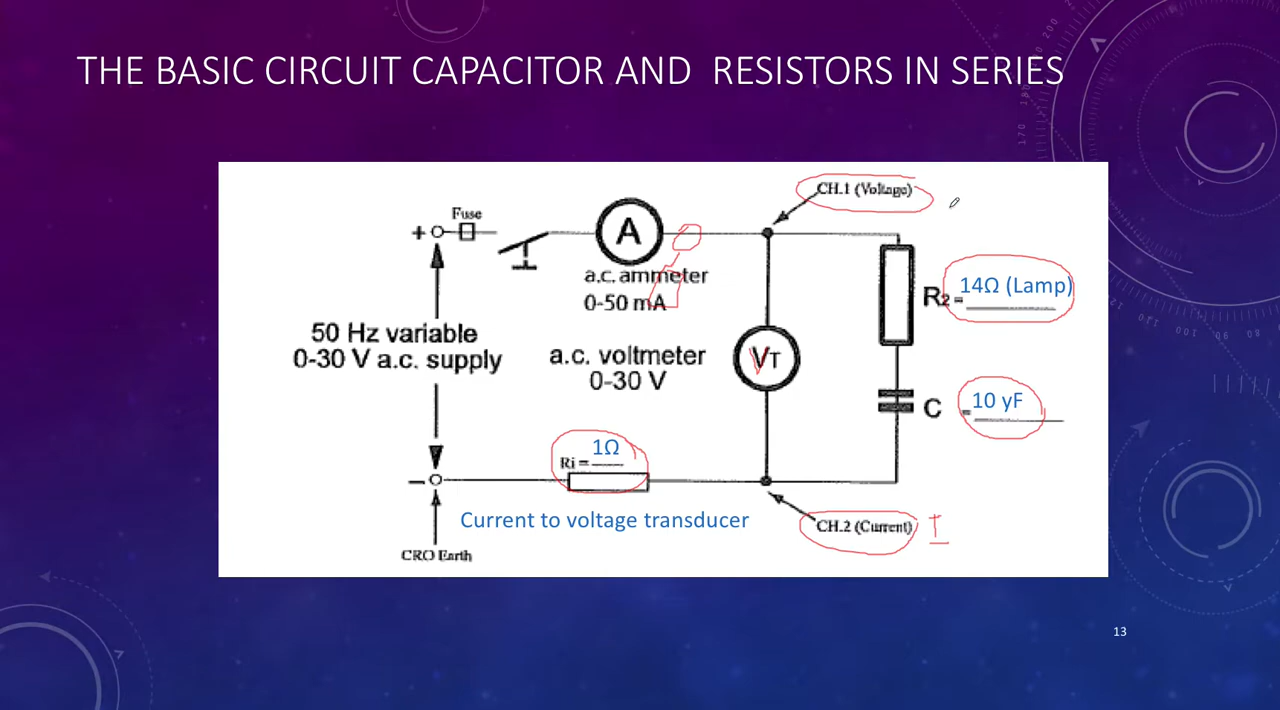 THE BASIC CIRCUIT CAPACITOR AND RESISTORS IN SERIES
CH.1 (Voltage)
Fuse
+
A
a.c. ammeter
0-50 mA
R2 = 14Ω (Lamp)
50 Hz variable
0-30 V a.c. supply
a.c. voltmeter
0-30 V
VT
C = 10 yF
Ri = 1Ω
−
Current to voltage transducer
CH.2 (Current) I
CRO Earth
13